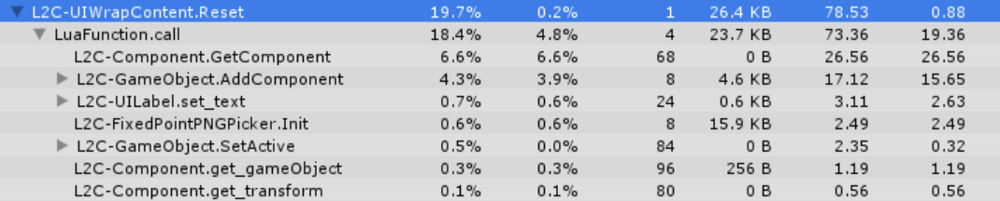 L2C-UIWrapContent.Reset 19.7% 0.2% 1 26.4 KB 78.53 0.88
LuaFunction.call 18.4% 4.8% 4 23.7 KB 73.36 19.36
L2C-Component.GetComponent 6.6% 6.6% 68 0 B 26.56 26.56
L2C-GameObject.AddComponent 4.3% 3.9% 8 4.6 KB 17.12 15.65
L2C-UILabel.set_text 0.7% 0.6% 24 0.6 KB 3.11 2.63
L2C-FixedPointPNGPicker.Init 0.6% 0.6% 8 15.9 KB 2.49 2.49
L2C-GameObject.SetActive 0.5% 0.0% 84 0 B 2.35 0.32
L2C-Component.get_gameObject 0.3% 0.3% 96 256 B 1.19 1.19
L2C-Component.get_transform 0.1% 0.1% 80 0 B 0.56 0.56